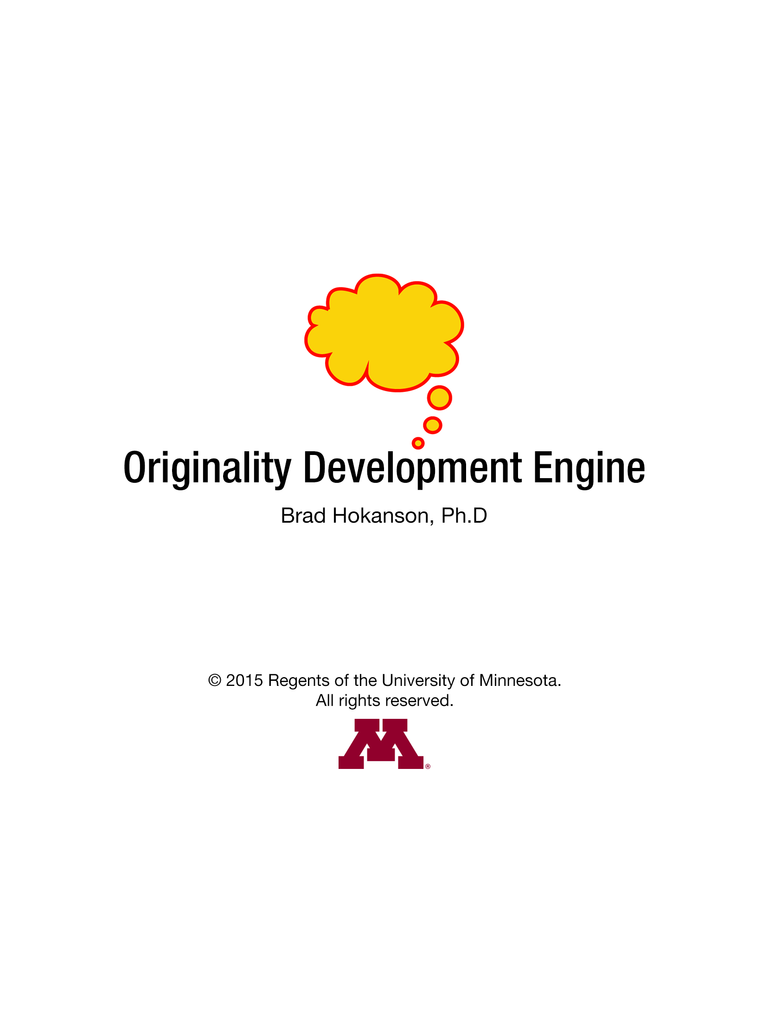 Originality Development Engine
Brad Hokanson, Ph.D
© 2015 Regents of the University of Minnesota.
All rights reserved.
M®